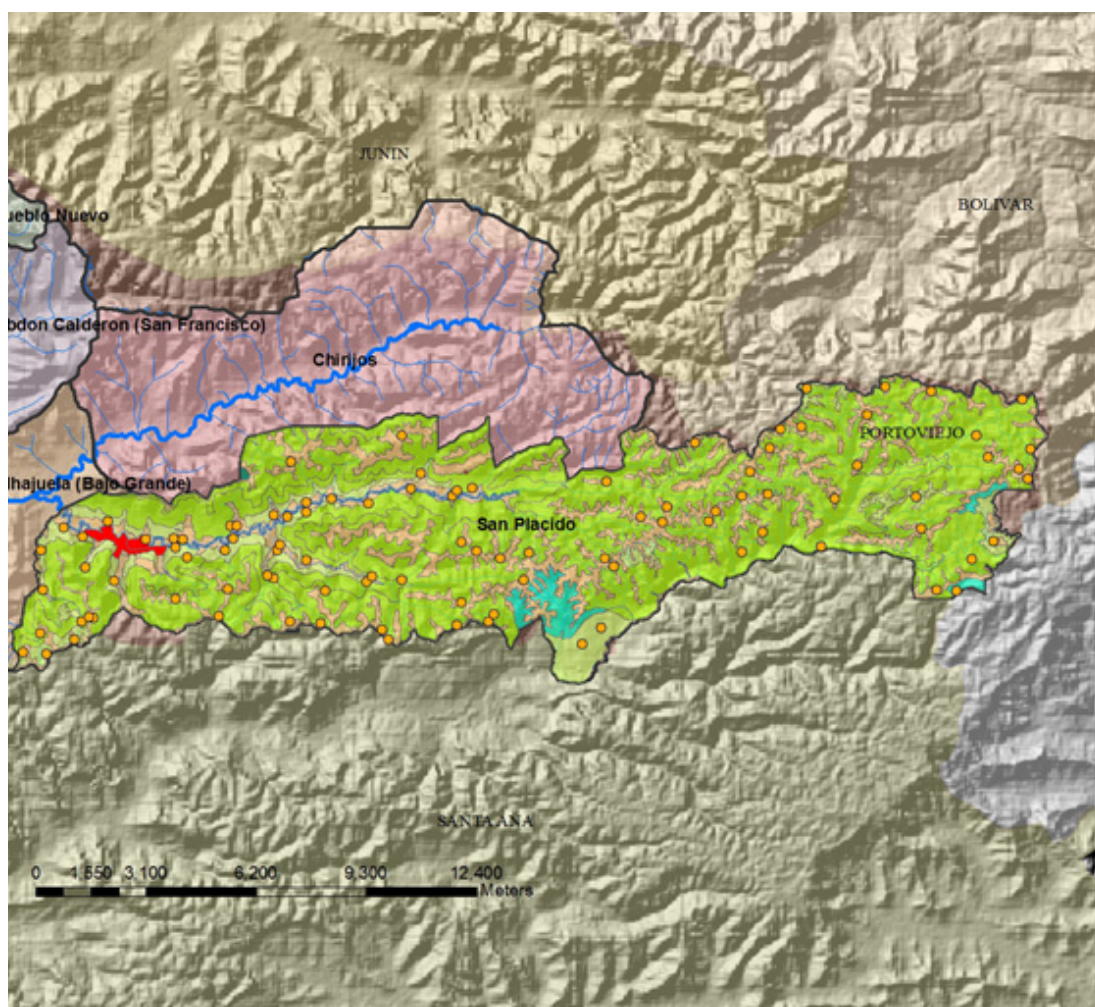 JUNIN
BOLIVAR
ueblo Nuevo
bdon Calderon (San Francisco)
Chirijos
PORTOVIEJO
lhajuela (Bajo Grande)
San Placido
SANTA ANA
0 1,550 3,100 6,200 9,300 12,400
Meters